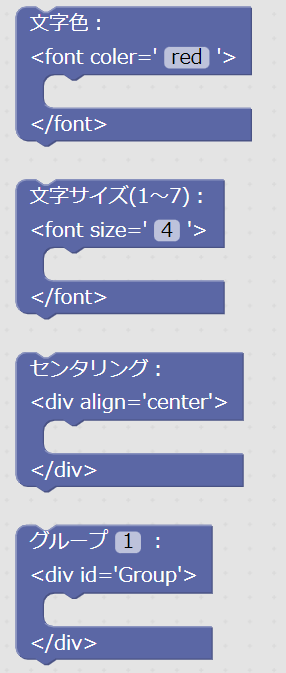 文字色：
<font coler=' red '>
</font>
文字サイズ(1～7)：
<font size=' 4 '>
</font>
センタリング：
<div align='center'>
</div>
グループ 1 ：
<div id='Group'>
</div>